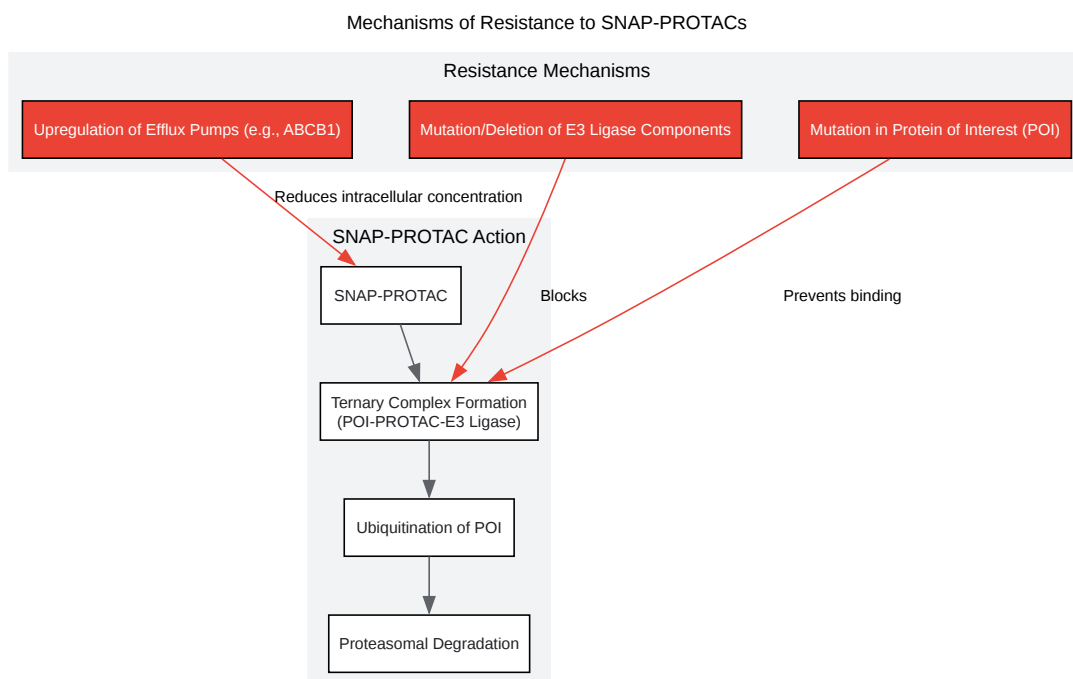 Mechanisms of Resistance to SNAP-PROTACs
Resistance Mechanisms
Upregulation of Efflux Pumps (e.g., ABCB1)
Mutation/Deletion of E3 Ligase Components
Mutation in Protein of Interest (POI)
Reduces intracellular concentration
SNAP-PROTAC Action
SNAP-PROTAC
Blocks
Prevents binding
Ternary Complex Formation
(POI-PROTAC-E3 Ligase)
Ubiquitination of POI
Proteasomal Degradation